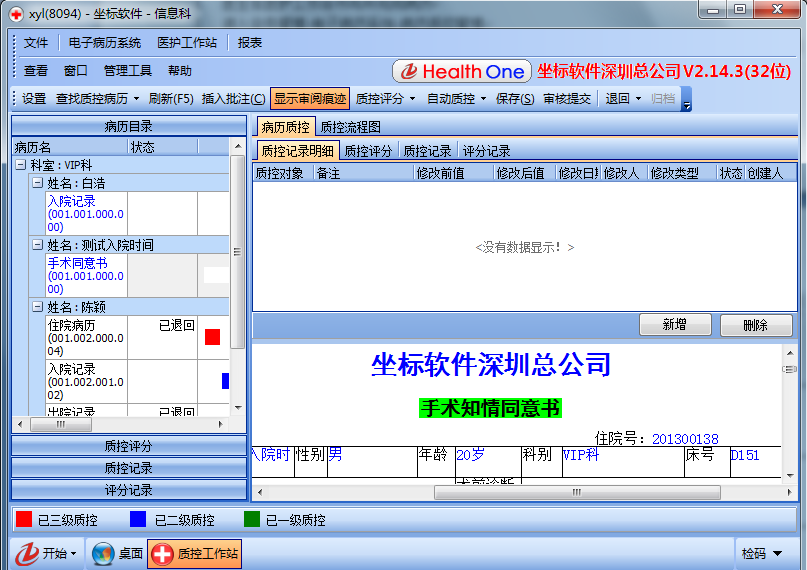 xyl(8094) - 坐标软件 - 信息科
文件 电子病历系统 医护工作站 报表
查看 窗口 管理工具 帮助
Health One 坐标软件深圳总公司V2.14.3(32位)
设置 查找质控病历 刷新(F5) 插入批注(C) 显示审阅痕迹 质控评分 自动质控 保存(S) 审核提交 退回 归档
病历目录
病历名 状态
科室:VIP科
姓名:白浩
入院记录
(001.001.000.0
00)
姓名:测试入院时间
手术同意书
(001.001.000.0
00)
姓名:陈颖
住院病历 已退回
(001.002.000.0
04)
入院记录
(001.002.001.0
02)
出院记录 已退回
质控评分
质控记录
评分记录
病历质控 质控流程图
质控记录明细 质控评分 质控记录 评分记录
质控对象 备注 修改前值 修改后值 修改日 修改人 修改类型 状态 创建人
<没有数据显示! >
新增 删除
坐标软件深圳总公司
手术知情同意书
住院号: 201300138
入院时 性别 男 年龄 20岁 科别 VIP科 床号 D151
术前诊断
已三级质控 已二级质控 已一级质控
开始 桌面 质控工作站 检码